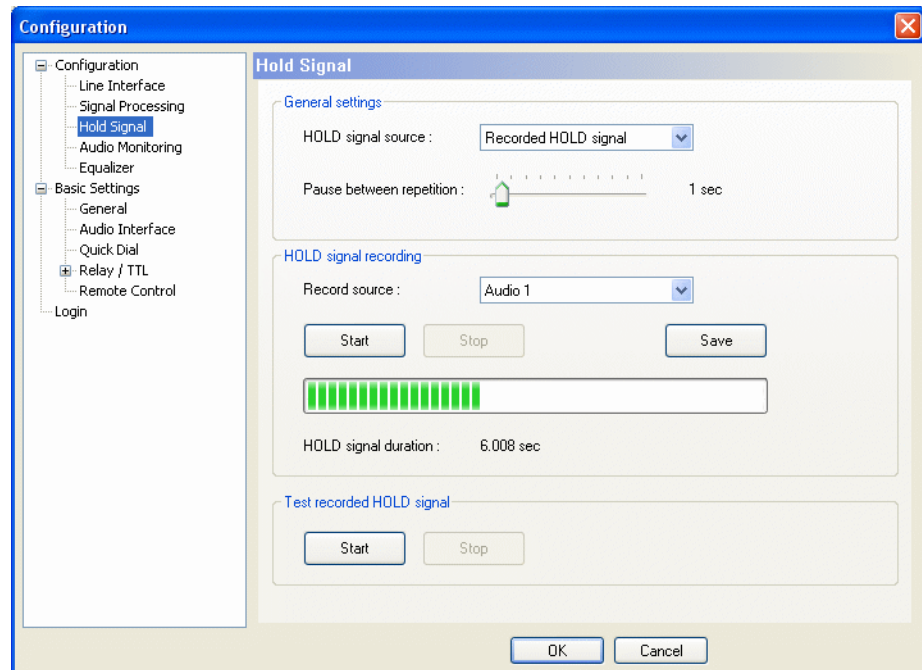 Configuration
Configuration
Line Interface
Signal Processing
Hold Signal
Audio Monitoring
Equalizer
Basic Settings
General
Audio Interface
Quick Dial
Relay / TTL
Remote Control
Login
Hold Signal
General settings
HOLD signal source : Recorded HOLD signal
Pause between repetition : 1 sec
HOLD signal recording
Record source : Audio 1
Start Stop Save
HOLD signal duration : 6.008 sec
Test recorded HOLD signal
Start Stop
OK Cancel